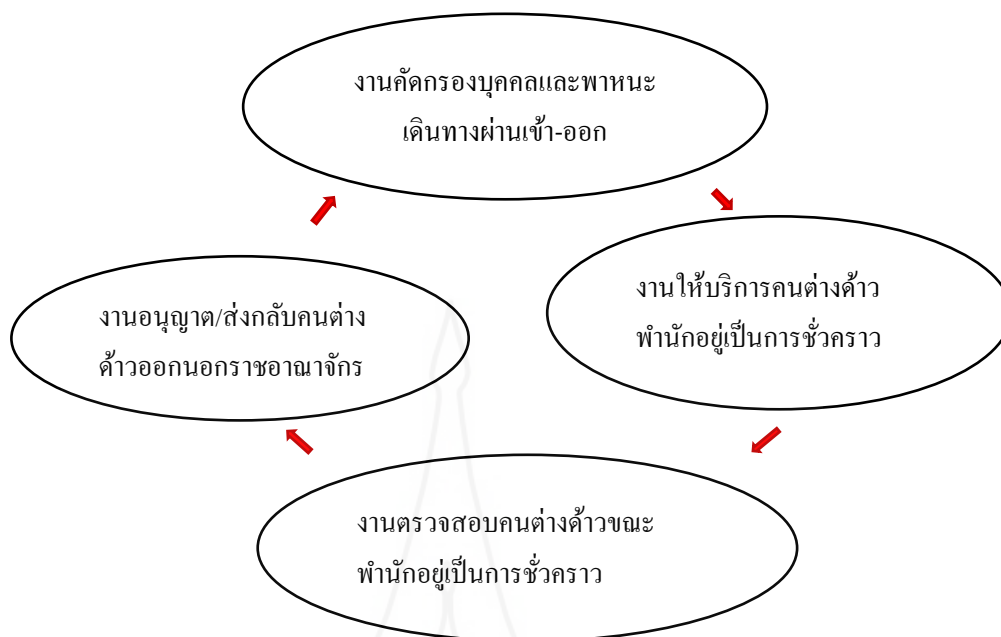 งานคัดกรองบุคคลและพาหนะ
เดินทางผ่านเข้า-ออก
งานให้บริการคนต่างด้าว
พำนักอยู่เป็นการชั่วคราว
งานตรวจสอบคนต่างด้าวขณะ
พำนักอยู่เป็นการชั่วคราว
งานอนุญาต/ส่งกลับคนต่าง
ด้าวออกนอกราชอาณาจักร